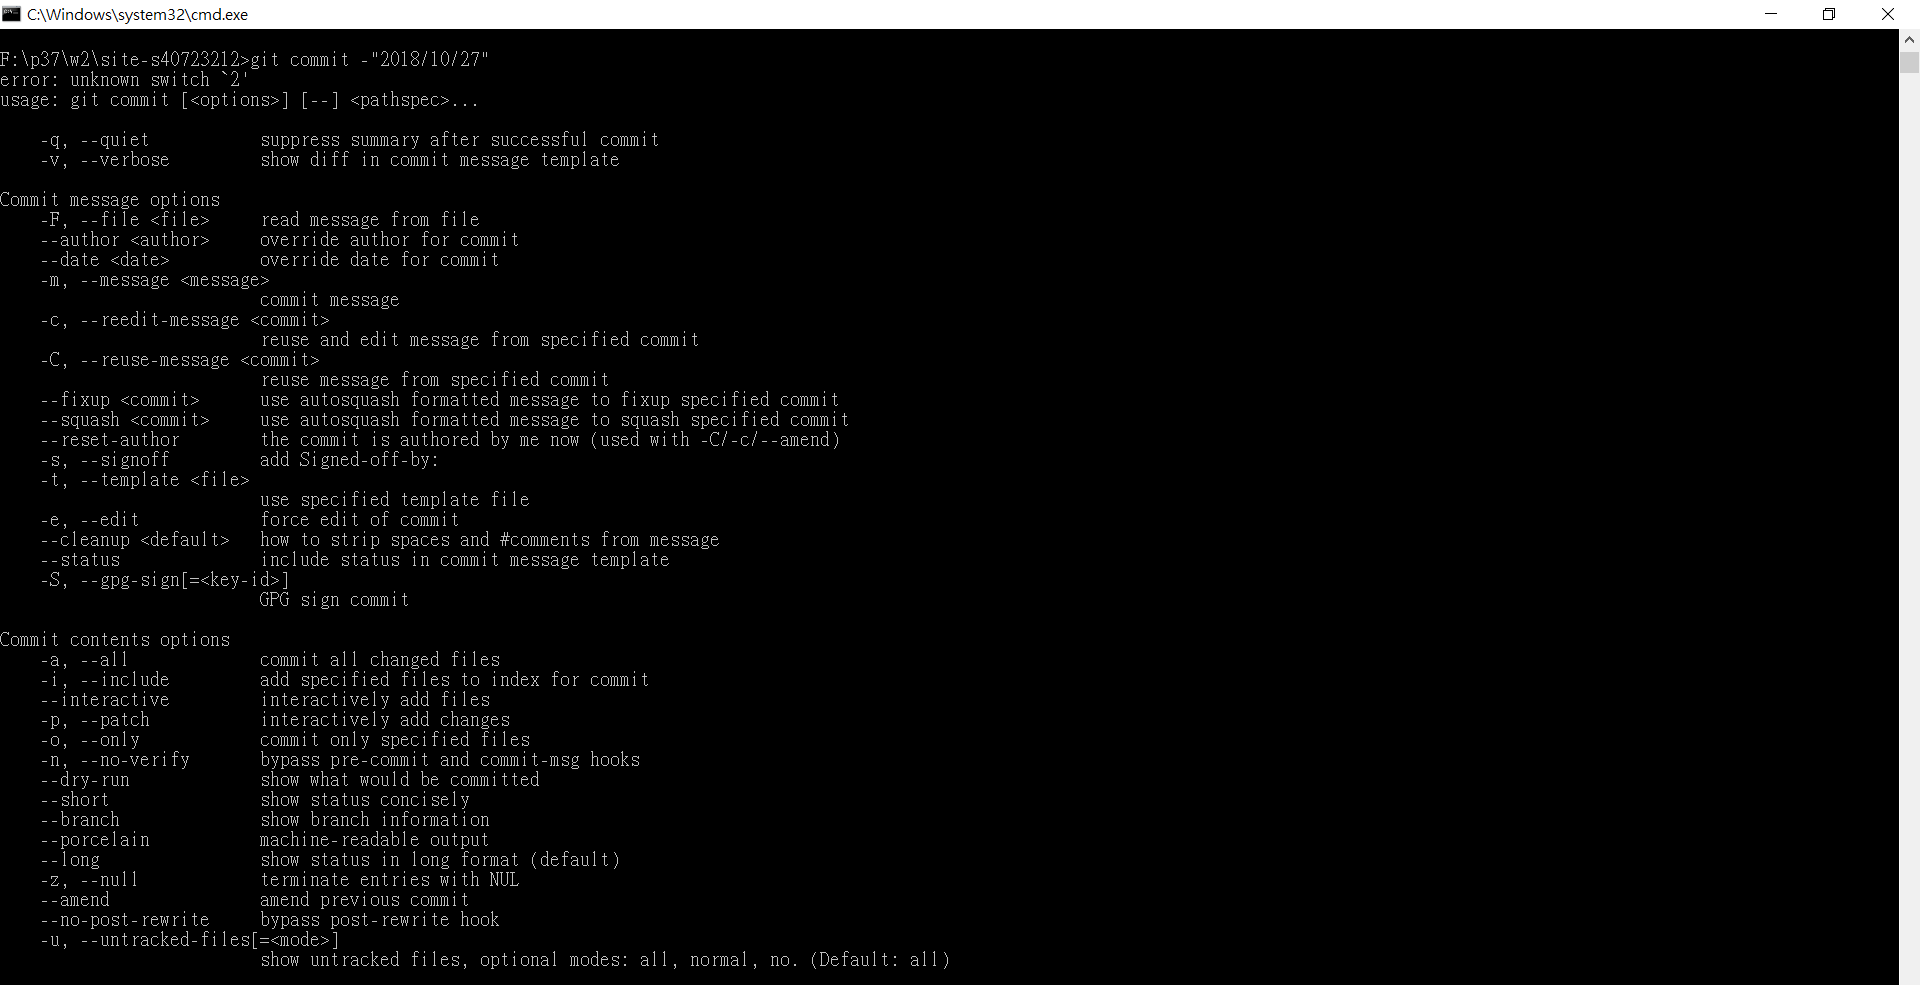 C:\Windows\system32\cmd.exe
F:\p37\w2\site-s40723212>git commit -"2018/10/27"
error: unknown switch `2'
usage: git commit [<options>] [--] <pathspec>...
-q, --quiet suppress summary after successful commit
-v, --verbose show diff in commit message template
Commit message options
-F, --file <file> read message from file
--author <author> override author for commit
--date <date> override date for commit
-m, --message <message>
commit message
-c, --reedit-message <commit>
reuse and edit message from specified commit
-C, --reuse-message <commit>
reuse message from specified commit
--fixup <commit> use autosquash formatted message to fixup specified commit
--squash <commit> use autosquash formatted message to squash specified commit
--reset-author the commit is authored by me now (used with -C/-c/--amend)
-s, --signoff add Signed-off-by:
-t, --template <file>
use specified template file
-e, --edit force edit of commit
--cleanup <default> how to strip spaces and #comments from message
--status include status in commit message template
-S, --gpg-sign[=<key-id>]
GPG sign commit
Commit contents options
-a, --all commit all changed files
-i, --include add specified files to index for commit
--interactive interactively add files
-p, --patch interactively add changes
-o, --only commit only specified files
-n, --no-verify bypass pre-commit and commit-msg hooks
--dry-run show what would be committed
--short show status concisely
--branch show branch information
--porcelain machine-readable output
--long show status in long format (default)
-z, --null terminate entries with NUL
--amend amend previous commit
--no-post-rewrite bypass post-rewrite hook
-u, --untracked-files[=<mode>]
show untracked files, optional modes: all, normal, no. (Default: all)